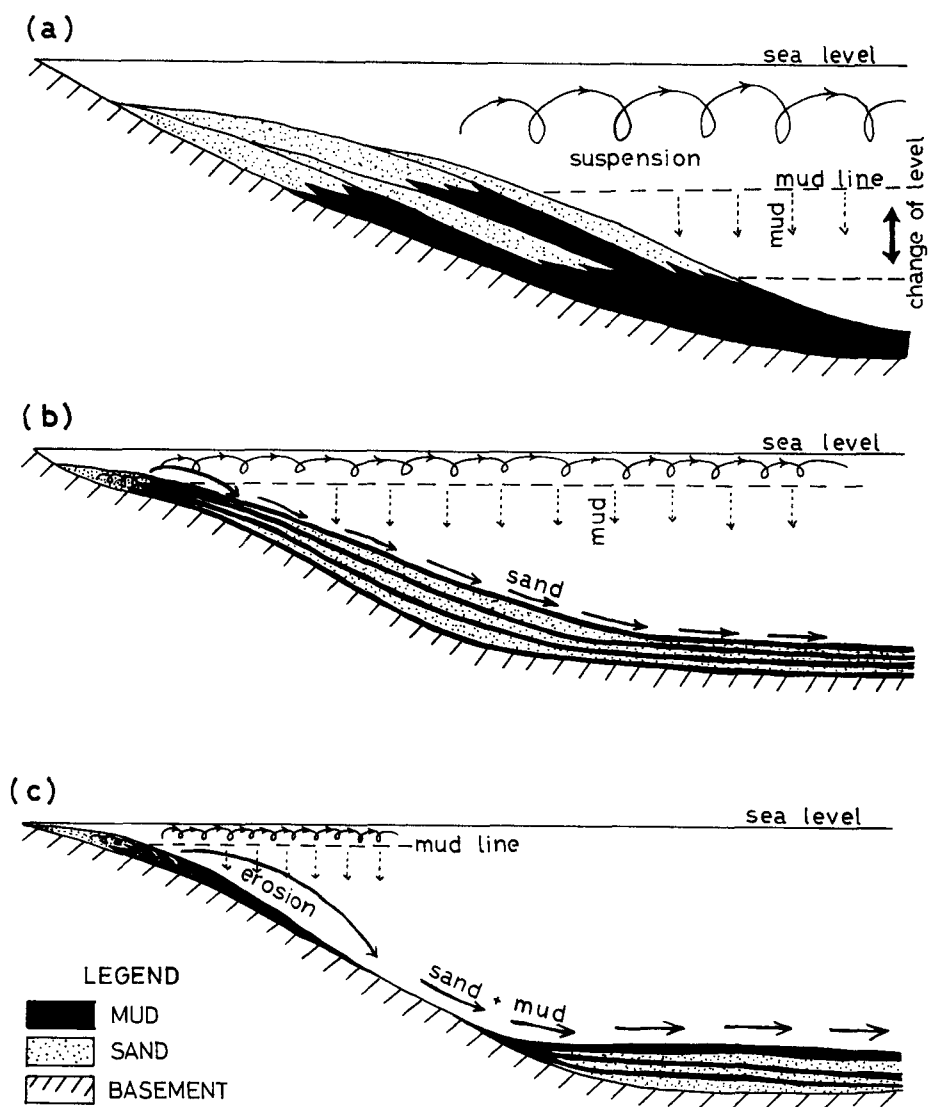 (a)
sea level
suspension
mud line
mud
change of level
(b)
sea level
mud
sand
(c)
sea level
mud line
erosion
sand + mud
LEGEND
MUD
SAND
BASEMENT